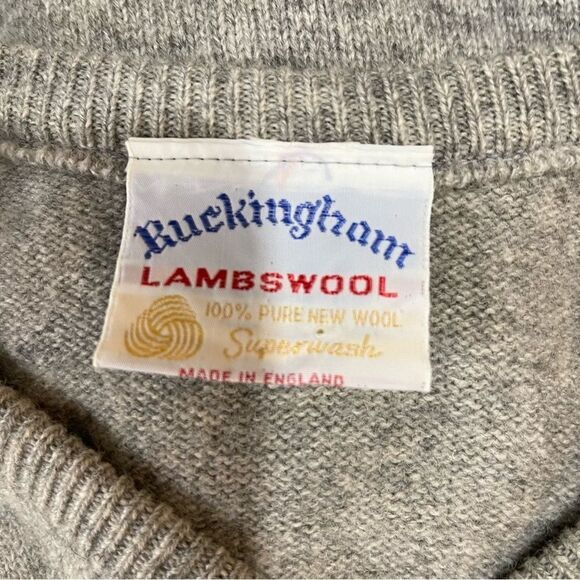 Buckingham
LAMBSWOOL
100% PURE NEW WOOL
Superwash
MADE IN ENGLAND